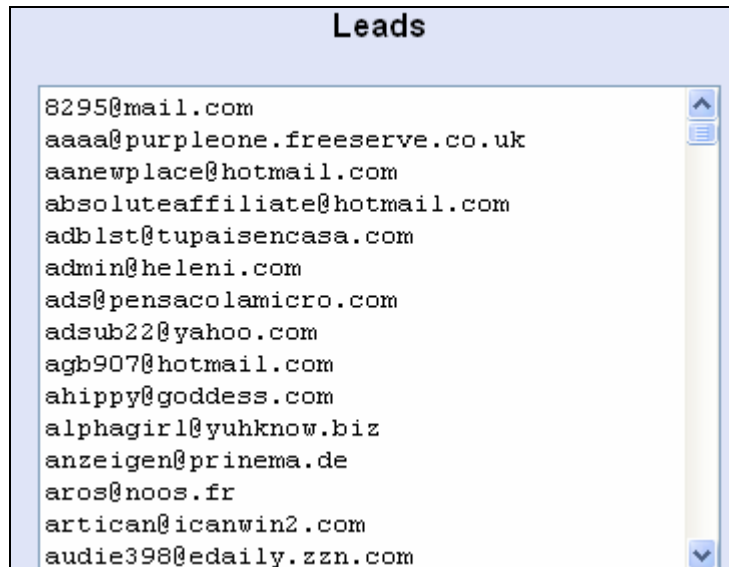 Leads
8295@mail.com
aaaa@purpleone.freeserve.co.uk
aanewplace@hotmail.com
absoluteaffiliate@hotmail.com
adblst@tupaisencasa.com
admin@heleni.com
ads@pensacolamicro.com
adsub22@yahoo.com
agb907@hotmail.com
ahippy@goddess.com
alphagirl@yuhknow.biz
anzeigen@prinema.de
aros@noos.fr
artican@icanwin2.com
audie398@edaily.zzn.com